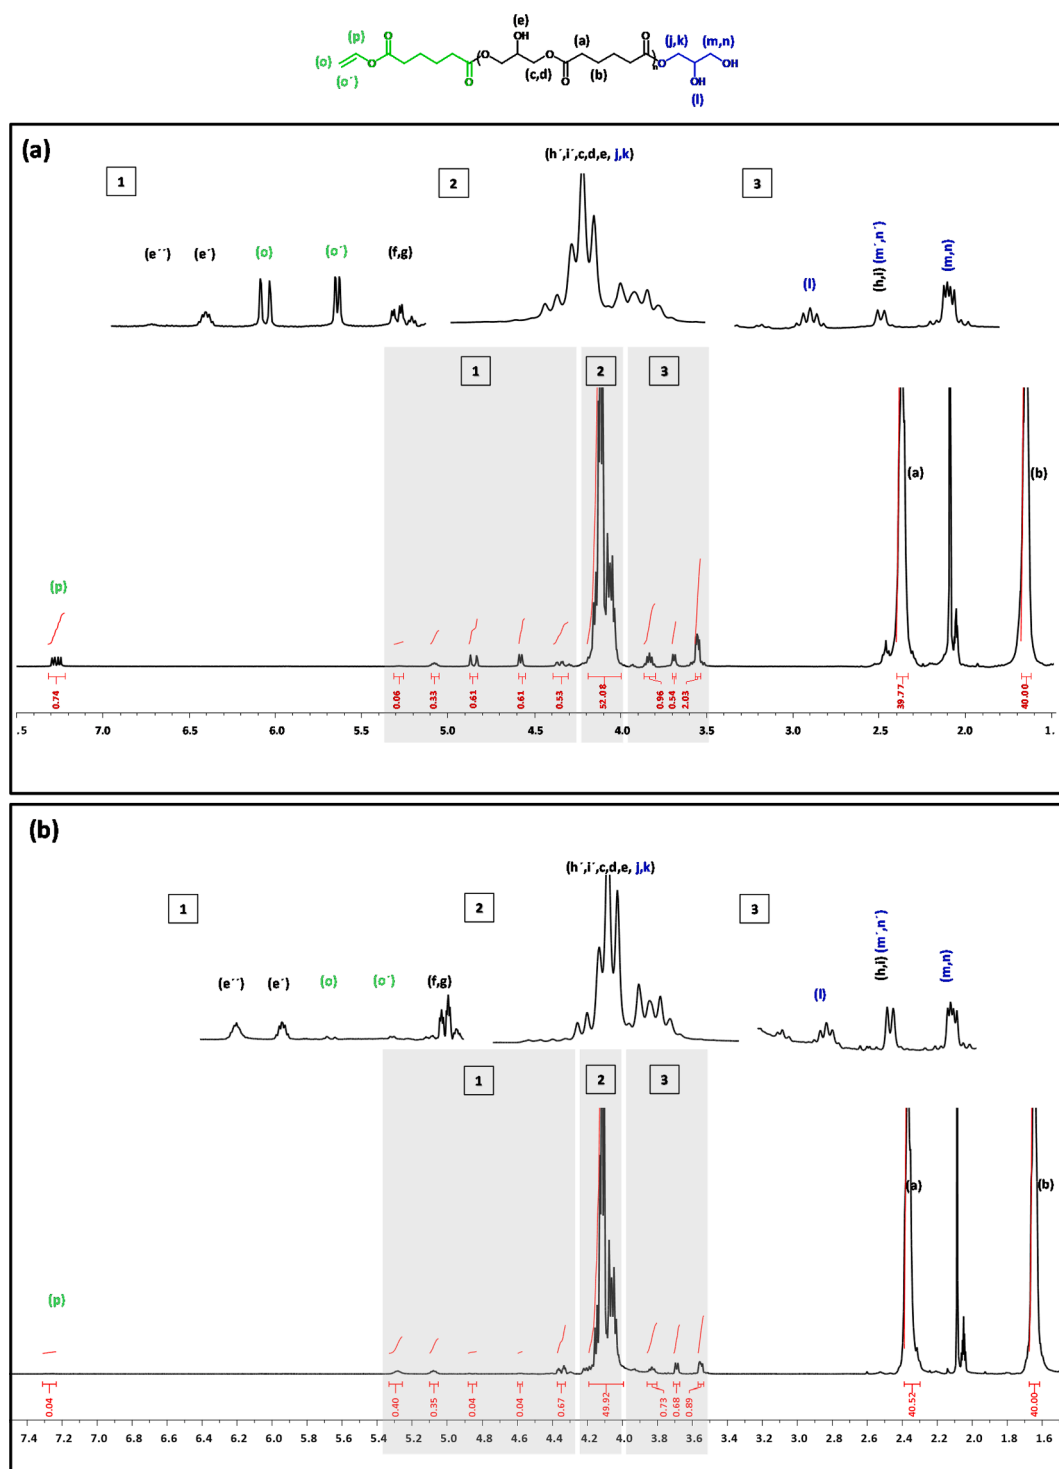 (e)
(p)
O
OH
O
(a)
O
(j,k)
(m,n)
(o)
O
O
O
n
O
OH
(o´)
O
(c,d)
O
(b)
OH
(l)
(a)
(h´,i´,c,d,e, j,k)
1
2
3
(e´´)
(e´)
(o)
(o´)
(f,g)
(l)
(h,i) (m´,n´)
(m,n)
1
2
3
(a)
(b)
(p)
0.74
0.06
0.33
0.61
0.61
0.53
52.08
0.96
0.54
2.03
39.77
40.00
.5
7.0
6.5
6.0
5.5
5.0
4.5
4.0
3.5
3.0
2.5
2.0
1.
(b)
(h´,i´,c,d,e, j,k)
1
2
3
(e´´)
(e´)
(o)
(o´)
(f,g)
(l)
(h,i) (m´,n´)
(m,n)
1
2
3
(a)
(b)
(p)
0.04
0.40
0.35
0.04
0.04
0.67
49.92
0.73
0.68
0.89
40.52
40.00
7.4 7.2 7.0 6.8 6.6 6.4 6.2 6.0 5.8 5.6 5.4 5.2 5.0 4.8 4.6 4.4 4.2 4.0 3.8 3.6 3.4 3.2 3.0 2.8 2.6 2.4 2.2 2.0 1.8 1.6